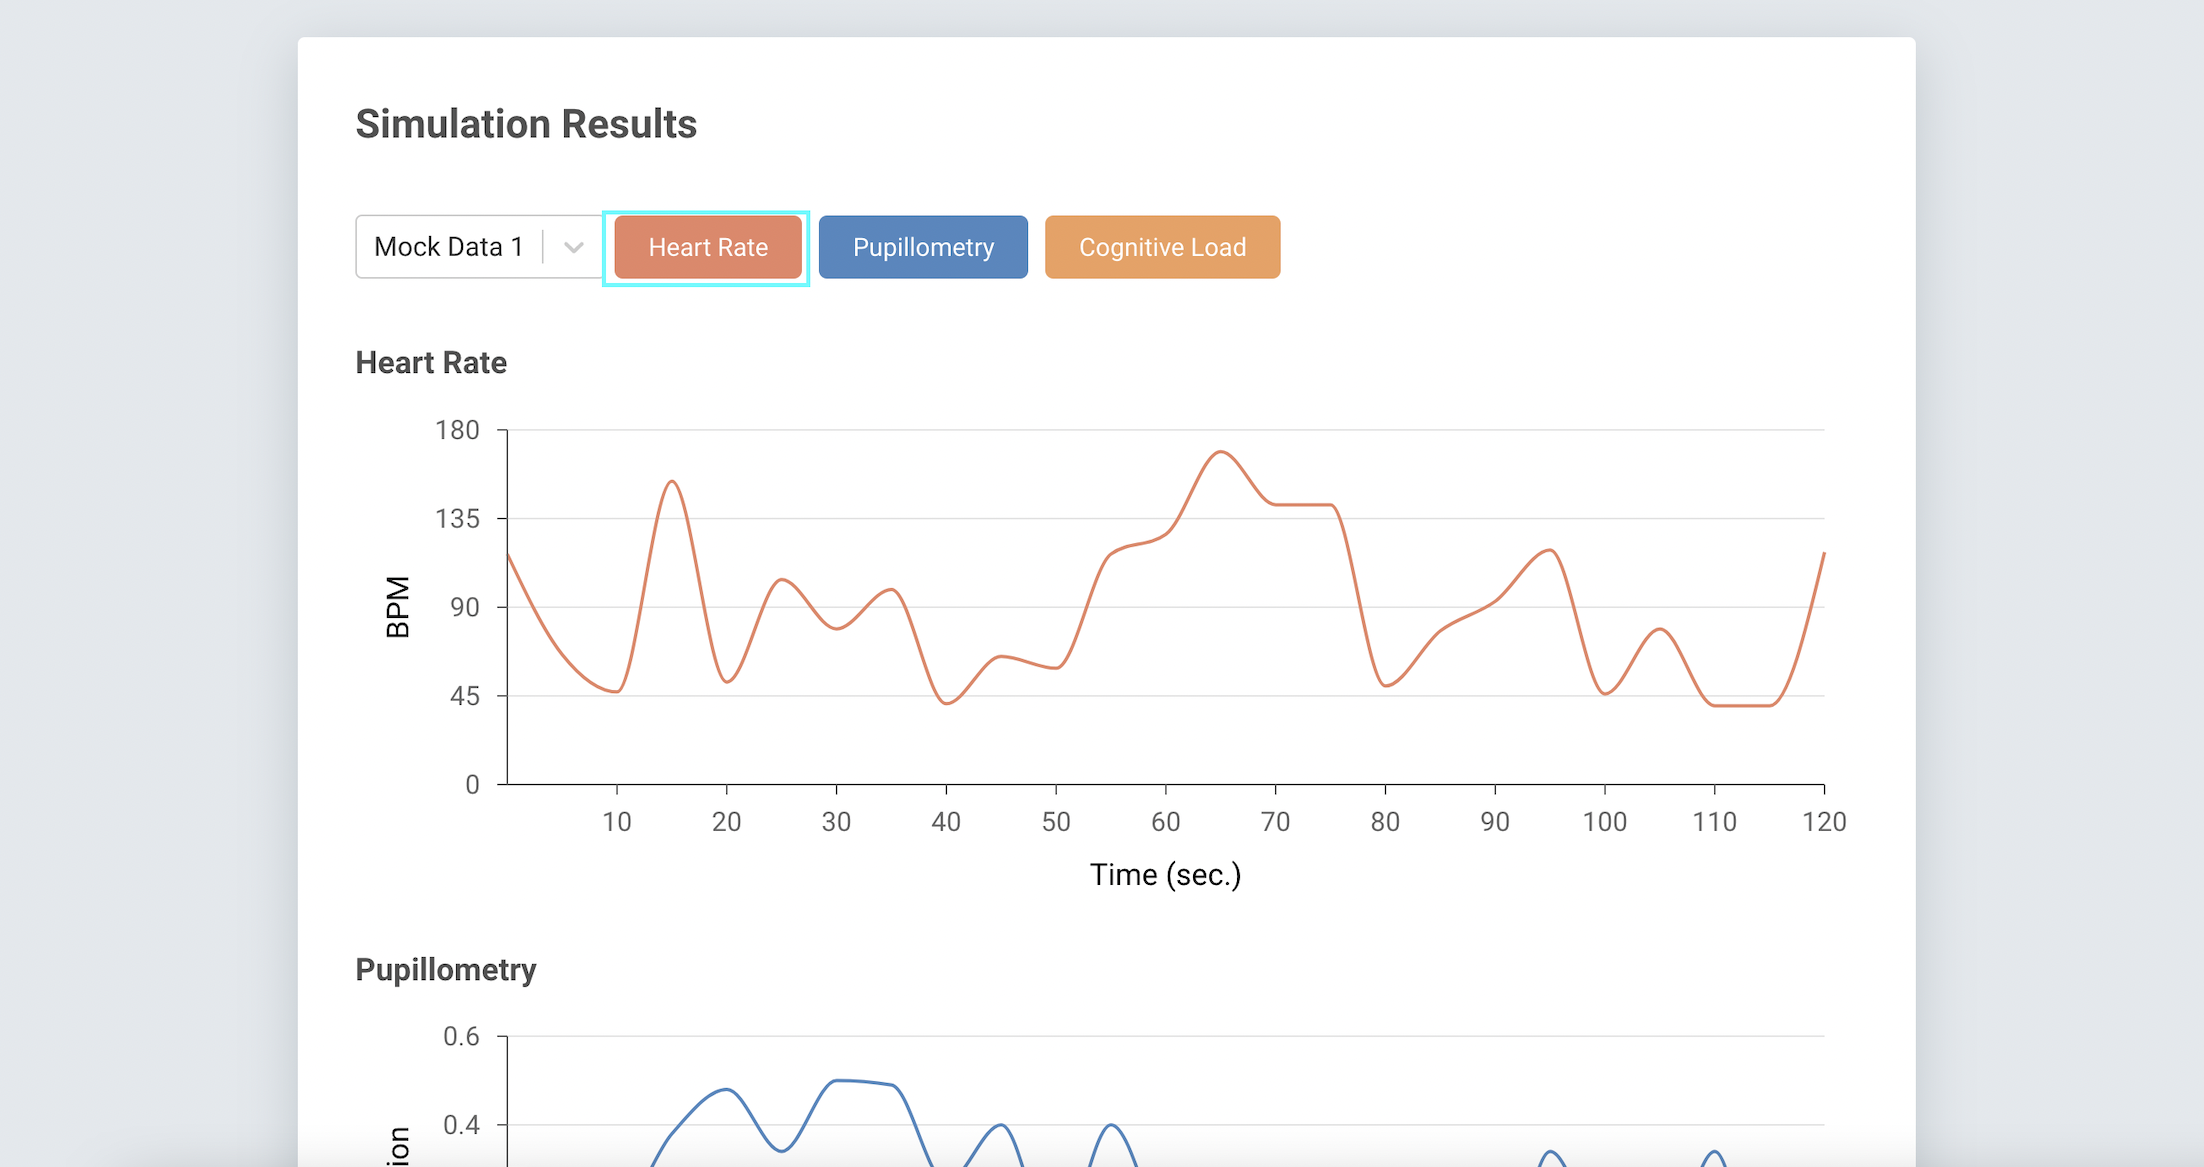 Simulation Results
Mock Data 1
Heart Rate
Pupillometry
Cognitive Load
Heart Rate
180
135
90
45
0
BPM
10 20 30 40 50 60 70 80 90 100 110 120
Time (sec.)
Pupillometry
0.6
0.4
ion